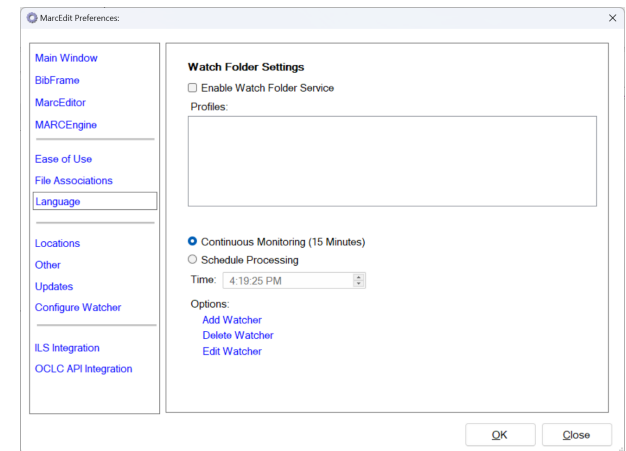 MarcEdit Preferences:
Main Window
BibFrame
MarcEditor
MARCEngine
Ease of Use
File Associations
Language
Locations
Other
Updates
Configure Watcher
ILS Integration
OCLC API Integration
Watch Folder Settings
Enable Watch Folder Service
Profiles:
Continuous Monitoring (15 Minutes)
Schedule Processing
Time: 4:19:25 PM
Options:
Add Watcher
Delete Watcher
Edit Watcher
OK Close